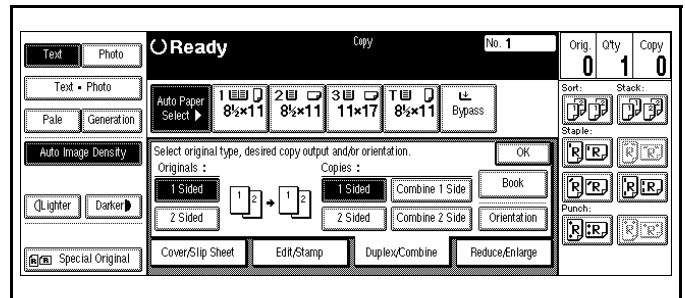 Text Photo
Text • Photo
Pale Generation
Auto Image Density
Lighter Darker
Special Original
Ready Copy No. 1
Auto Paper Select
1 8½×11
2 8½×11
3 11×17
T 8½×11
Bypass
Select original type, desired copy output and/or orientation. OK
Originals : Copies :
1 Sided 1 2 1 2 1 Sided Combine 1 Side Book
2 Sided 2 Sided Combine 2 Side Orientation
Cover/Slip Sheet Edit/Stamp Duplex/Combine Reduce/Enlarge
Orig. Q'ty Copy
0 1 0
Sort: Stack:
Staple:
R R R R
R R R R
Punch:
R R R R